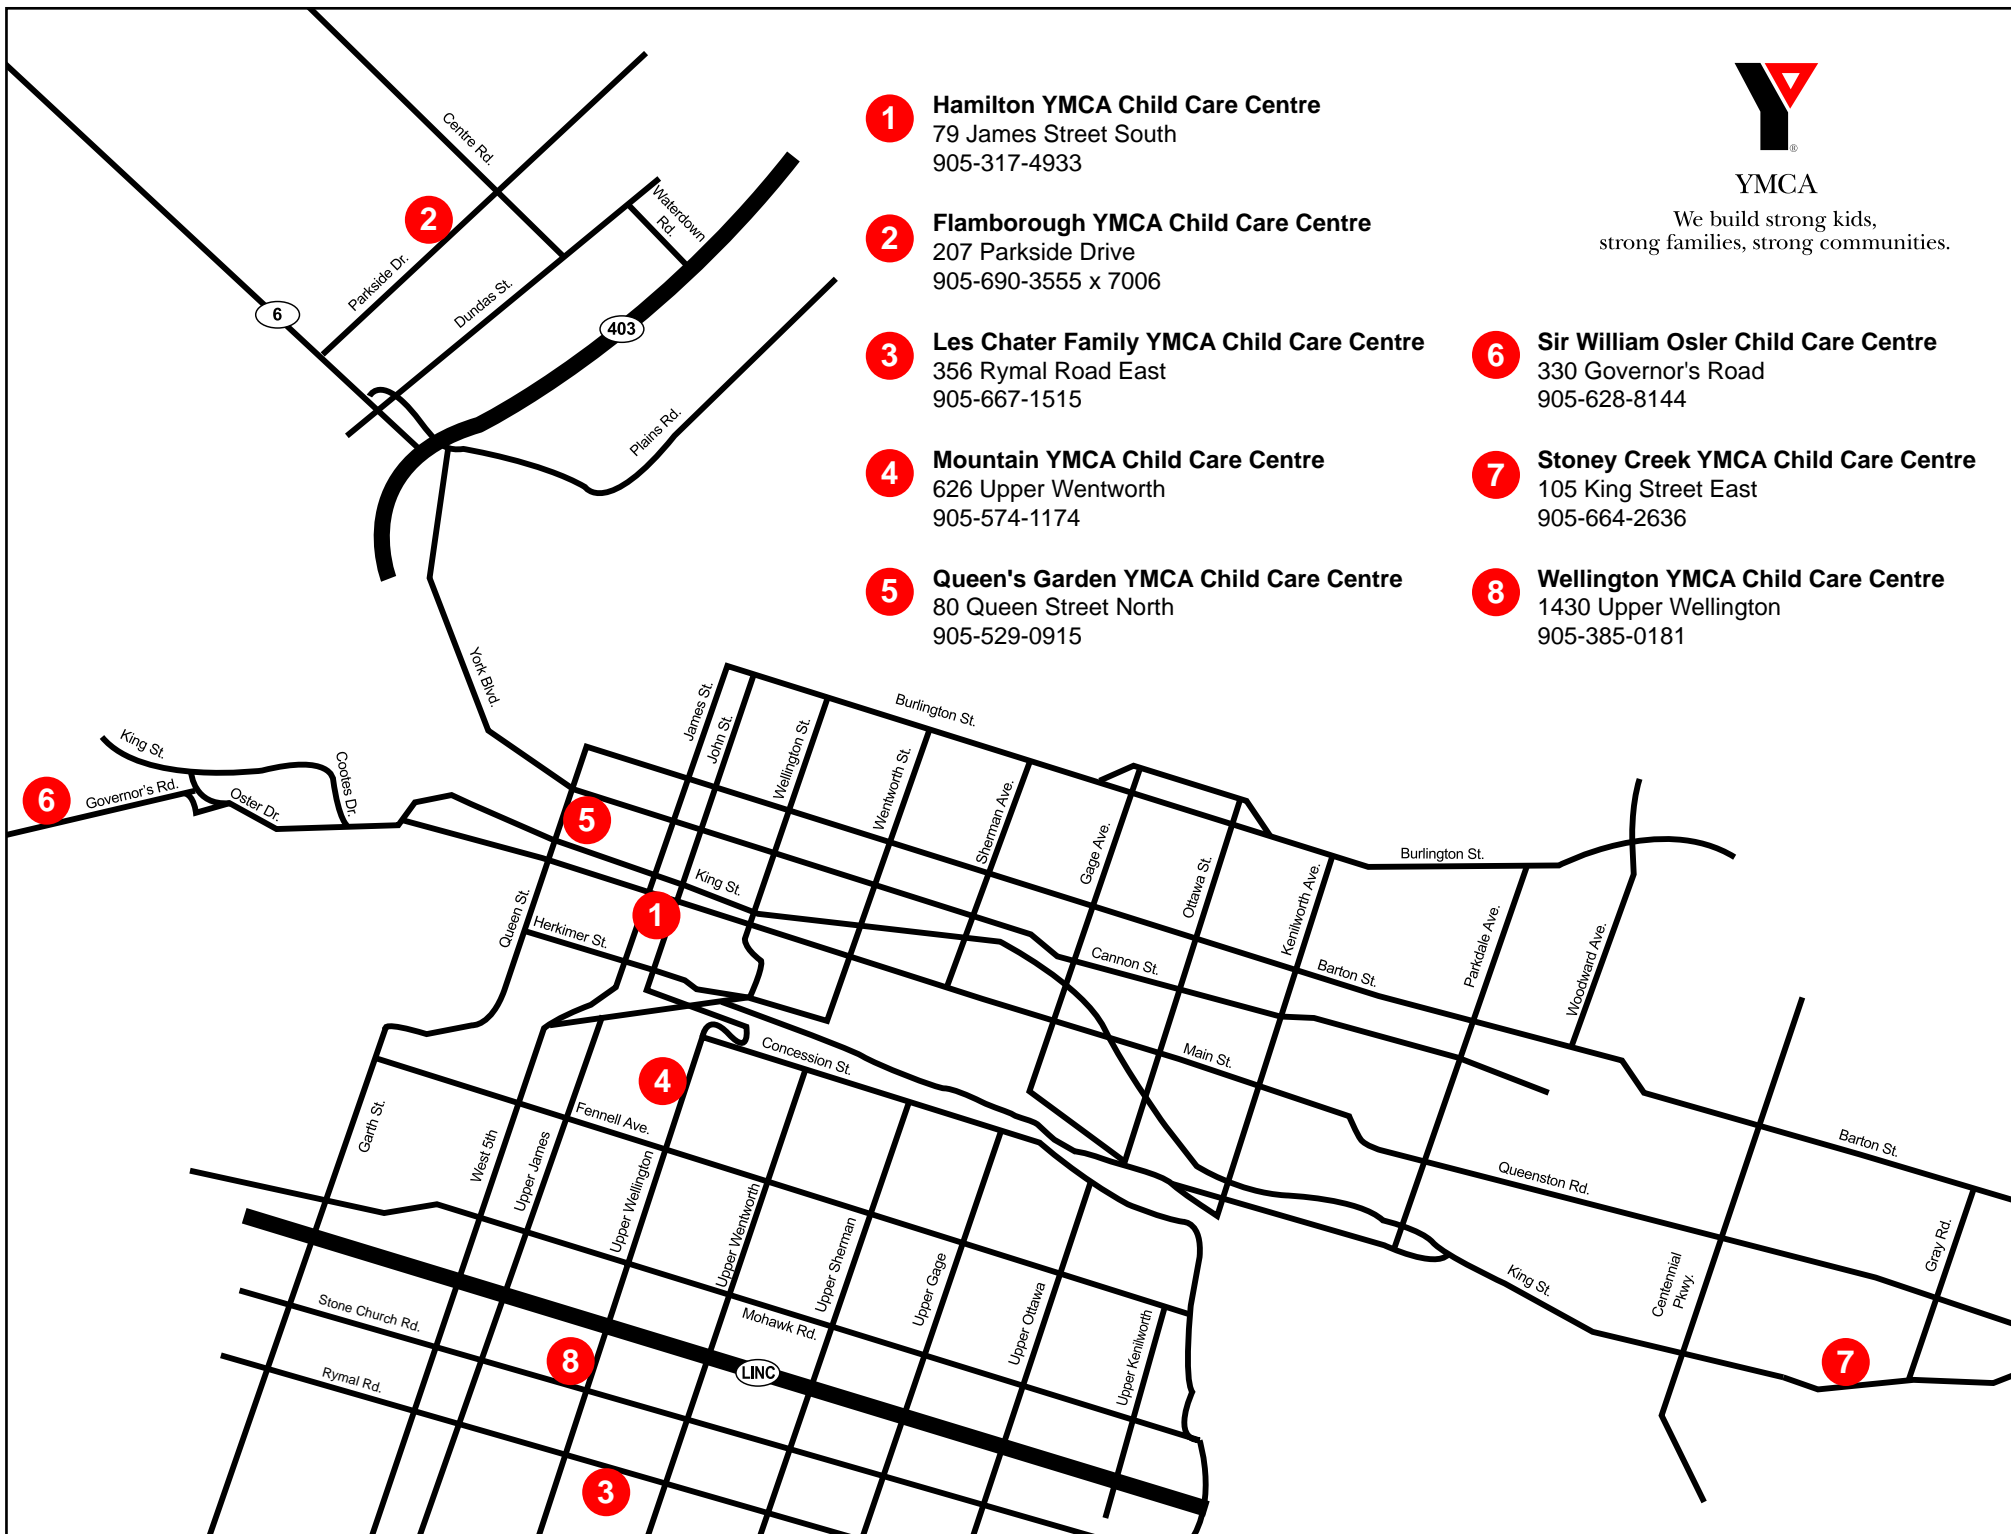 1
Hamilton YMCA Child Care Centre
79 James Street South
905-317-4933
2
Flamborough YMCA Child Care Centre
207 Parkside Drive
905-690-3555 x 7006
3
Les Chater Family YMCA Child Care Centre
356 Rymal Road East
905-667-1515
4
Mountain YMCA Child Care Centre
626 Upper Wentworth
905-574-1174
5
Queen's Garden YMCA Child Care Centre
80 Queen Street North
905-529-0915
®
YMCA
We build strong kids,
strong families, strong communities.
6
Sir William Osler Child Care Centre
330 Governor's Road
905-628-8144
7
Stoney Creek YMCA Child Care Centre
105 King Street East
905-664-2636
8
Wellington YMCA Child Care Centre
1430 Upper Wellington
905-385-0181
Centre Rd.
2
Waterdown
Rd.
Parkside Dr.
Dundas St.
6
403
Plains Rd.
York Blvd.
James St.
John St.
Wellington St.
Burlington St.
Wentworth St.
King St.
Cootes Dr.
6
Governor's Rd.
Oster Dr.
5
Sherman Ave.
Gage Ave.
Ottawa St.
Burlington St.
Kenilworth Ave.
Parkdale Ave.
Woodward Ave.
King St.
1
Queen St.
Herkimer St.
Cannon St.
Barton St.
Main St.
Concession St.
4
Fennell Ave.
Garth St.
West 5th
Upper James
Upper Wellington
Upper Wentworth
Upper Sherman
Upper Gage
Upper Ottawa
Upper Kenilworth
Barton St.
Queenston Rd.
Gray Rd.
Centennial
Pkwy.
King St.
Stone Church Rd.
Mohawk Rd.
8
LINC
7
Rymal Rd.
3